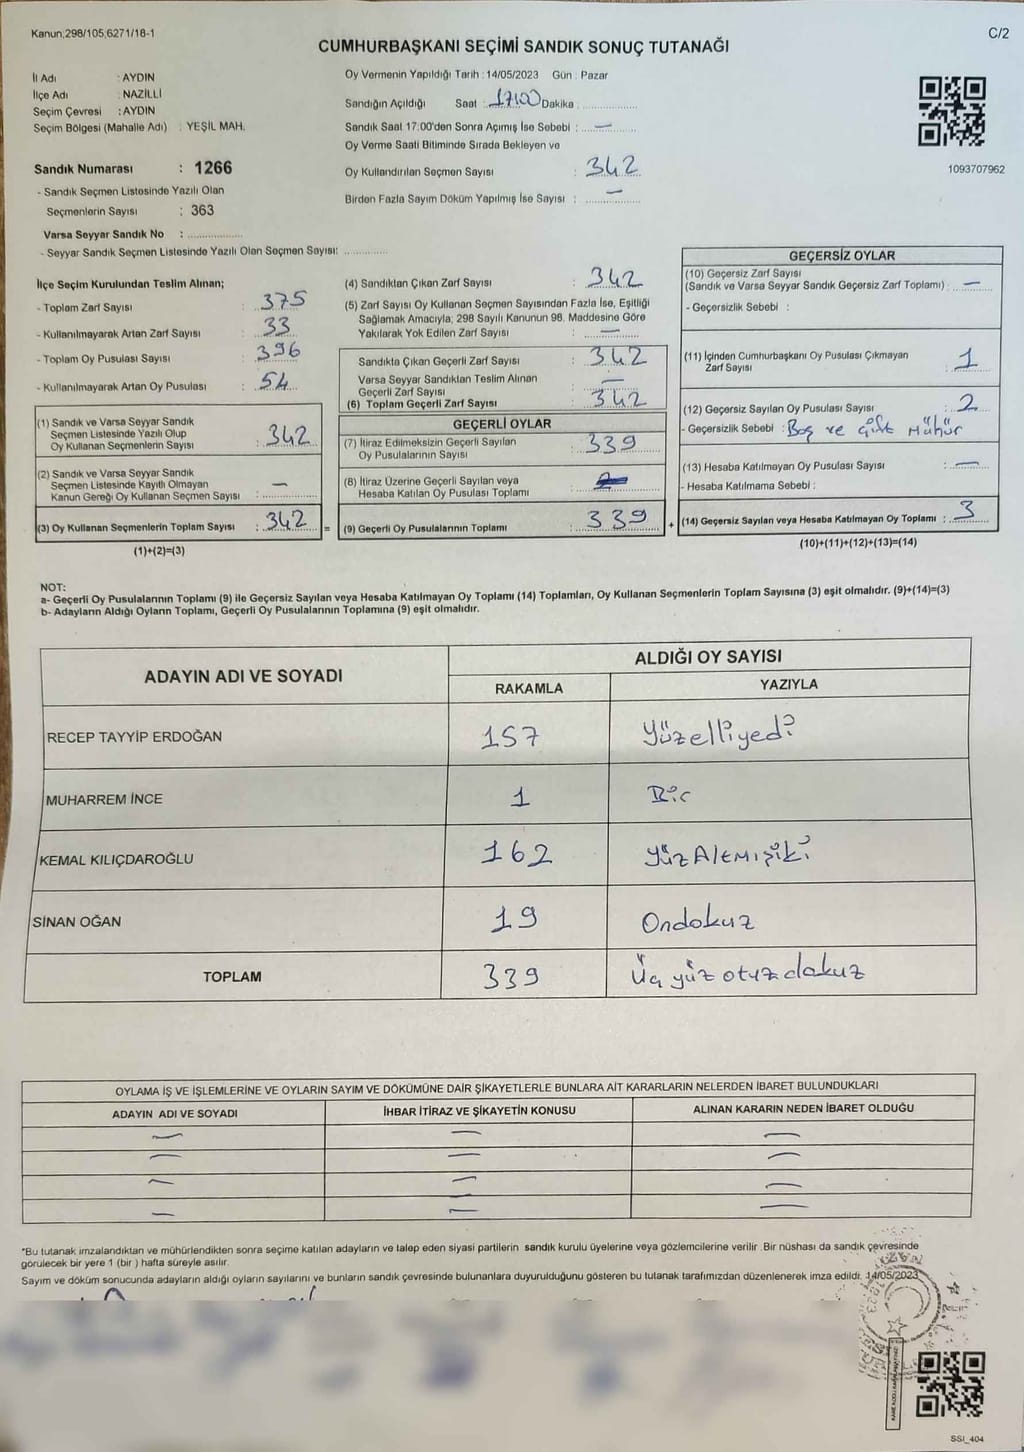 Kanun;298/105,6271/18-1
C/2
CUMHURBAŞKANI SEÇİMİ SANDIK SONUÇ TUTANAĞI
İl Adı : AYDIN
İlçe Adı : NAZİLLİ
Seçim Çevresi : AYDIN
Seçim Bölgesi (Mahalle Adı) : YEŞİL MAH.
Sandık Numarası : 1266
- Sandık Seçmen Listesinde Yazılı Olan
Seçmenlerin Sayısı : 363
Varsa Seyyar Sandık No : ..................
- Seyyar Sandık Seçmen Listesinde Yazılı Olan Seçmen Sayısı: ..............
Oy Vermenin Yapıldığı Tarih : 14/05/2023 Gün : Pazar
Sandığın Açıldığı Saat : 17:00 Dakika ..................
Sandık Saat 17:00'den Sonra Açımış İse Sebebi : —
Oy Verme Saati Bitiminde Sırada Bekleyen ve
Oy Kullandırılan Seçmen Sayısı : 342
Birden Fazla Sayım Döküm Yapılmış İse Sayısı : —
1093707962
İlçe Seçim Kurulundan Teslim Alınan;
- Toplam Zarf Sayısı : 375
- Kullanılmayarak Artan Zarf Sayısı : 33
- Toplam Oy Pusulası Sayısı : 396
- Kullanılmayarak Artan Oy Pusulası : 54
(1) Sandık ve Varsa Seyyar Sandık
Seçmen Listesinde Yazılı Olup
Oy Kullanan Seçmenlerin Sayısı : 342
(2) Sandık ve Varsa Seyyar Sandık
Seçmen Listesinde Kayıtlı Olmayan
Kanun Gereği Oy Kullanan Seçmen Sayısı : —
(3) Oy Kullanan Seçmenlerin Toplam Sayısı : 342 =
(1)+(2)=(3)
(4) Sandıktan Çıkan Zarf Sayısı : 342
(5) Zarf Sayısı Oy Kullanan Seçmen Sayısından Fazla İse, Eşitliği
Sağlamak Amacıyla, 298 Sayılı Kanunun 98. Maddesine Göre
Yakılarak Yok Edilen Zarf Sayısı : —
Sandıkta Çıkan Geçerli Zarf Sayısı : 342
Varsa Seyyar Sandıktan Teslim Alınan
Geçerli Zarf Sayısı : —
(6) Toplam Geçerli Zarf Sayısı : 342
GEÇERLİ OYLAR
(7) İtiraz Edilmeksizin Geçerli Sayılan
Oy Pusulalarının Sayısı : 339
(8) İtiraz Üzerine Geçerli Sayılan veya
Hesaba Katılan Oy Pusulası Toplamı :
(9) Geçerli Oy Pusulalarının Toplamı : 339 +
GEÇERSİZ OYLAR
(10) Geçersiz Zarf Sayısı
(Sandık ve Varsa Seyyar Sandık Geçersiz Zarf Toplamı) : —
- Geçersizlik Sebebi :
(11) İçinden Cumhurbaşkanı Oy Pusulası Çıkmayan
Zarf Sayısı : 1
(12) Geçersiz Sayılan Oy Pusulası Sayısı : 2
- Geçersizlik Sebebi : Boş ve çift mühür
(13) Hesaba Katılmayan Oy Pusulası Sayısı : —
- Hesaba Katılmama Sebebi :
(14) Geçersiz Sayılan veya Hesaba Katılmayan Oy Toplamı : 3
(10)+(11)+(12)+(13)=(14)
NOT:
a- Geçerli Oy Pusulalarının Toplamı (9) ile Geçersiz Sayılan veya Hesaba Katılmayan Oy Toplamı (14) Toplamları, Oy Kullanan Seçmenlerin Toplam Sayısına (3) eşit olmalıdır. (9)+(14)=(3)
b- Adayların Aldığı Oyların Toplamı, Geçerli Oy Pusulalarının Toplamına (9) eşit olmalıdır.
ADAYIN ADI VE SOYADI
ALDIĞI OY SAYISI
RAKAMLA YAZIYLA
RECEP TAYYİP ERDOĞAN 157 Yüzelliyedi
MUHARREM İNCE 1 Bir
KEMAL KILIÇDAROĞLU 162 YüzAltmışiki
SİNAN OĞAN 19 Ondokuz
TOPLAM 339 Üç yüz otuz dokuz
OYLAMA İŞ VE İŞLEMLERİNE VE OYLARIN SAYIM VE DÖKÜMÜNE DAİR ŞİKAYETLERLE BUNLARA AİT KARARLARIN NELERDEN İBARET BULUNDUKLARI
ADAYIN ADI VE SOYADI İHBAR İTİRAZ VE ŞİKAYETİN KONUSU ALINAN KARARIN NEDEN İBARET OLDUĞU
— — —
— — —
— — —
— — —
*Bu tutanak imzalandıktan ve mühürlendikten sonra seçime katılan adayların ve talep eden siyasi partilerin sandık kurulu üyelerine veya gözlemcilerine verilir .Bir nüshası da sandık çevresinde
görülecek bir yere 1 (bir ) hafta süreyle asılır.
Sayım ve döküm sonucunda adayların aldığı oyların sayılarını ve bunların sandık çevresinde bulunanlara duyurulduğunu gösteren bu tutanak tarafımızdan düzenlenerek imza edildi. 14/05/2023
SSI_404